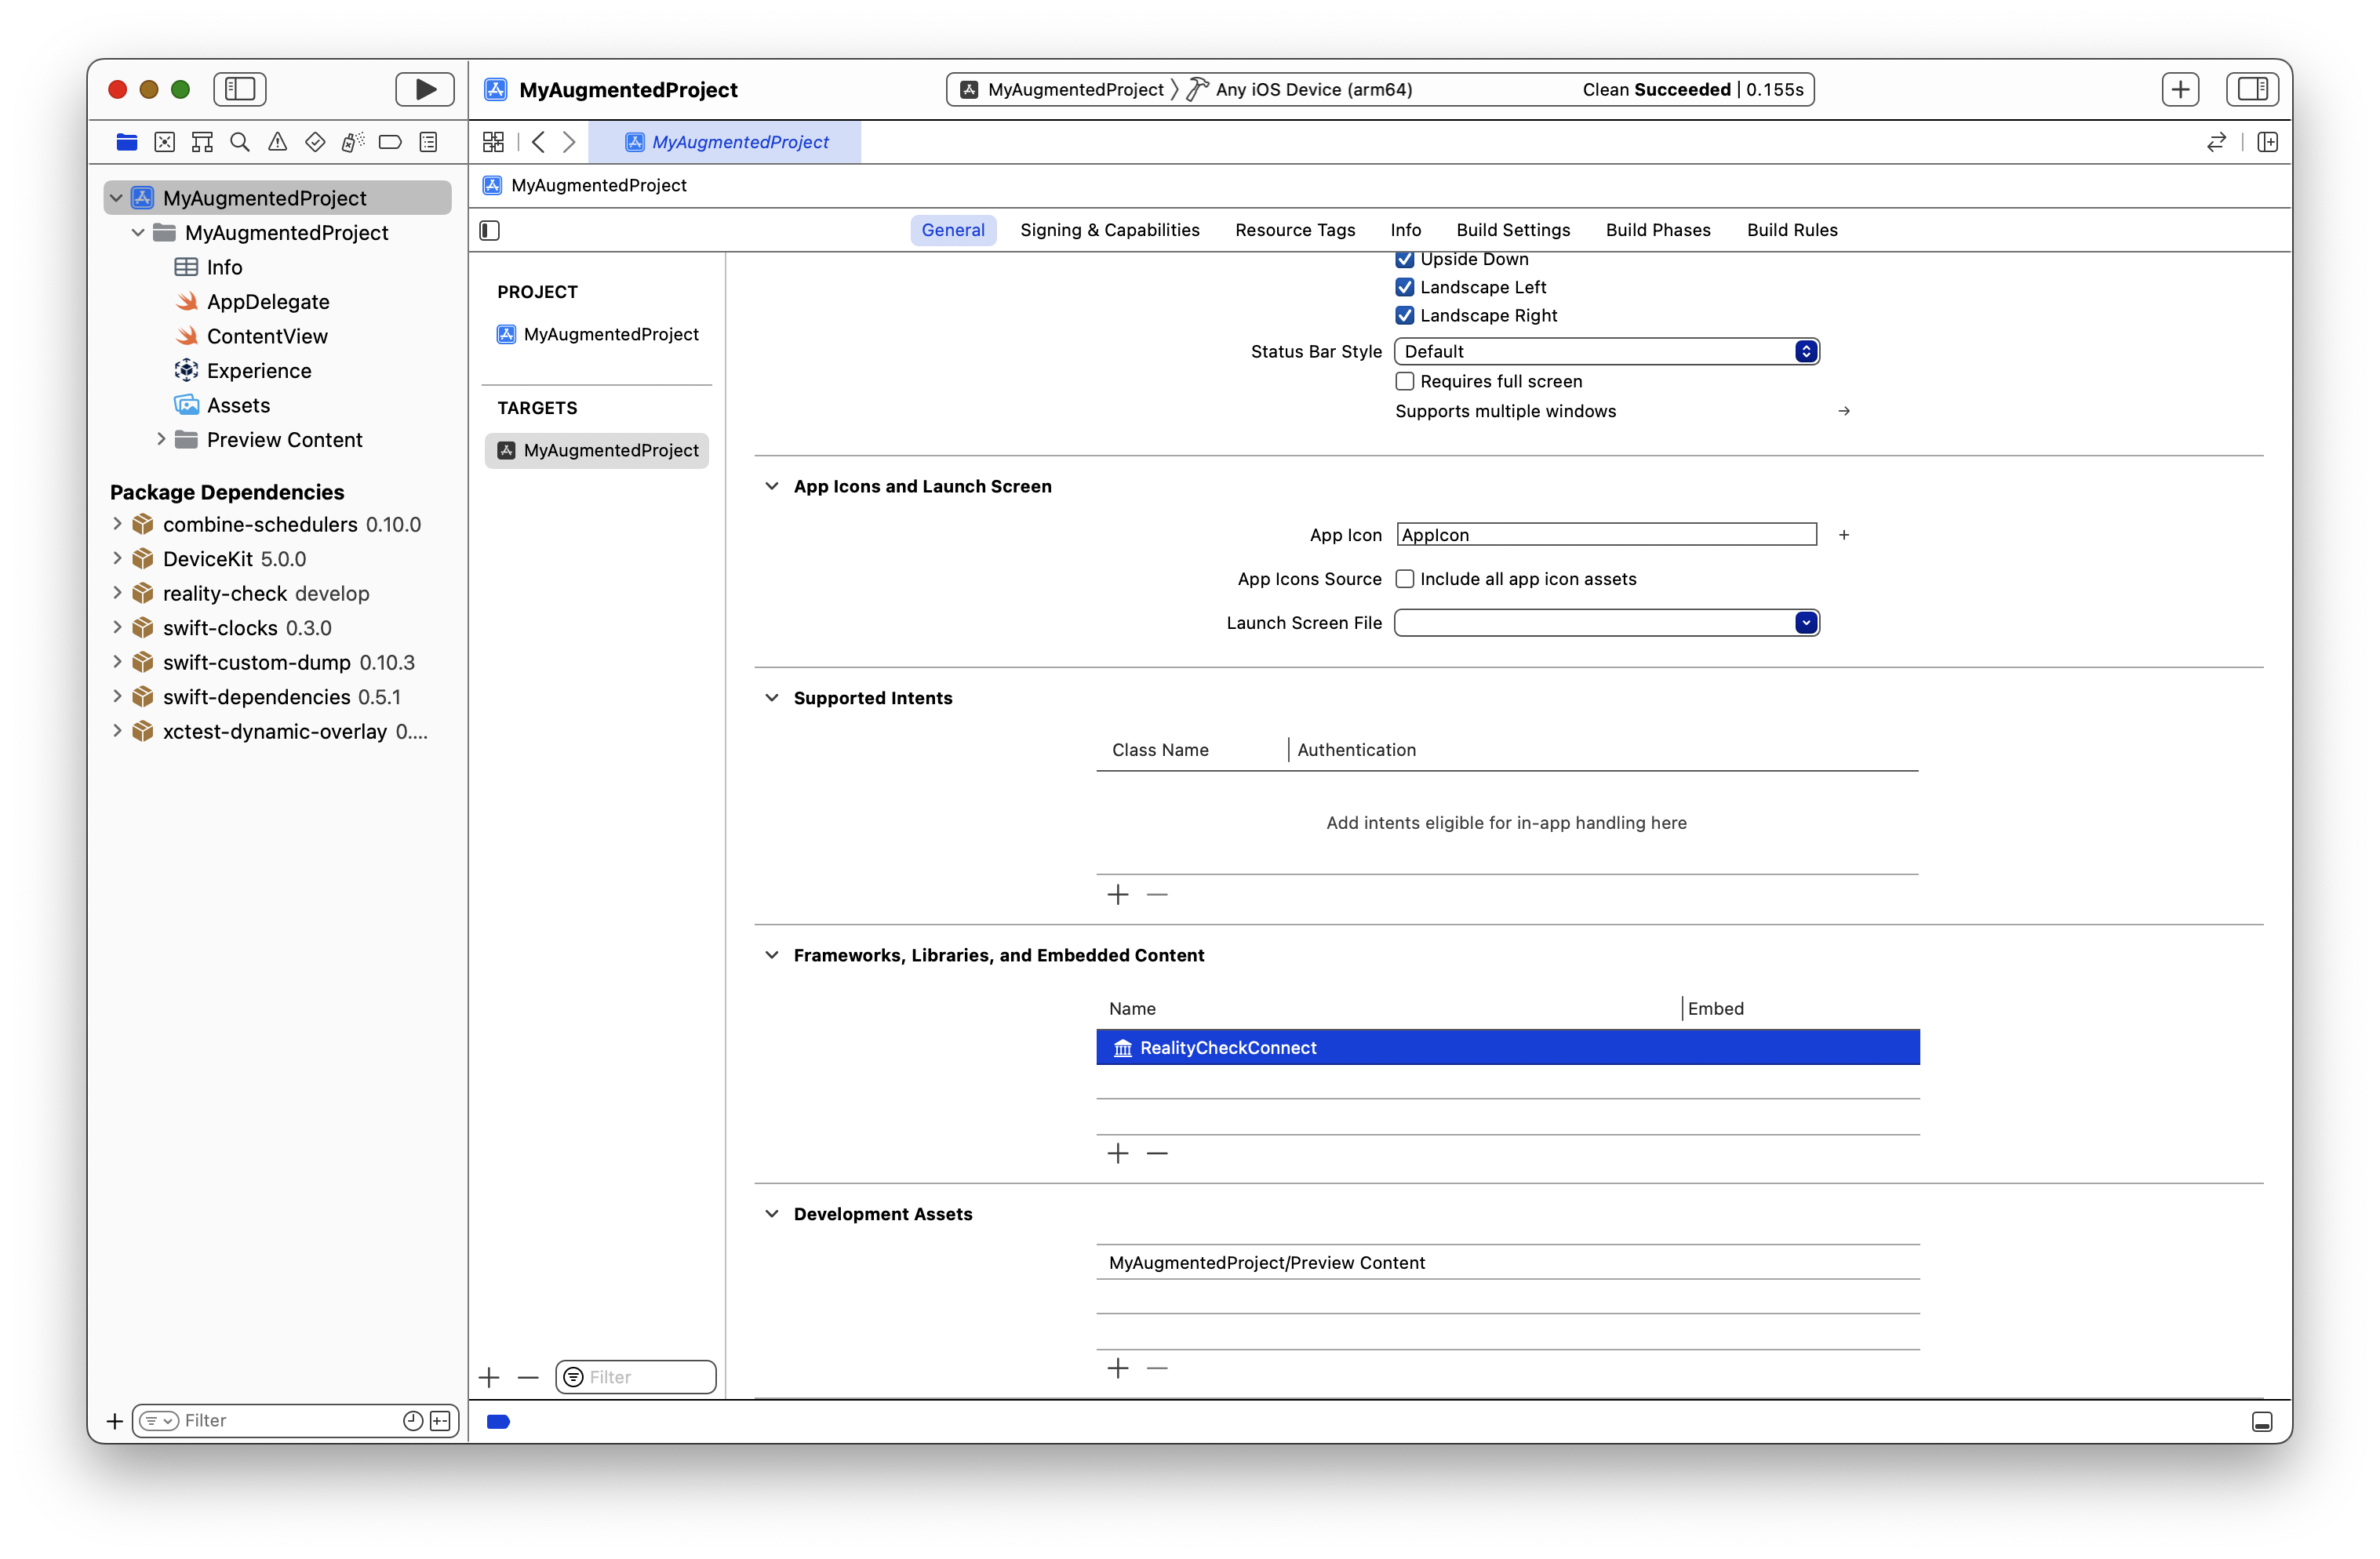 MyAugmentedProject
MyAugmentedProject Any iOS Device (arm64) Clean Succeeded | 0.155s
MyAugmentedProject
MyAugmentedProject
General Signing & Capabilities Resource Tags Info Build Settings Build Phases Build Rules
MyAugmentedProject
MyAugmentedProject
Info
AppDelegate
ContentView
Experience
Assets
Preview Content
Package Dependencies
combine-schedulers 0.10.0
DeviceKit 5.0.0
reality-check develop
swift-clocks 0.3.0
swift-custom-dump 0.10.3
swift-dependencies 0.5.1
xctest-dynamic-overlay 0....
Filter
PROJECT
MyAugmentedProject
TARGETS
MyAugmentedProject
Filter
Upside Down
Landscape Left
Landscape Right
Status Bar Style Default
Requires full screen
Supports multiple windows
App Icons and Launch Screen
App Icon AppIcon
App Icons Source Include all app icon assets
Launch Screen File
Supported Intents
Class Name Authentication
Add intents eligible for in-app handling here
Frameworks, Libraries, and Embedded Content
Name Embed
RealityCheckConnect
Development Assets
MyAugmentedProject/Preview Content